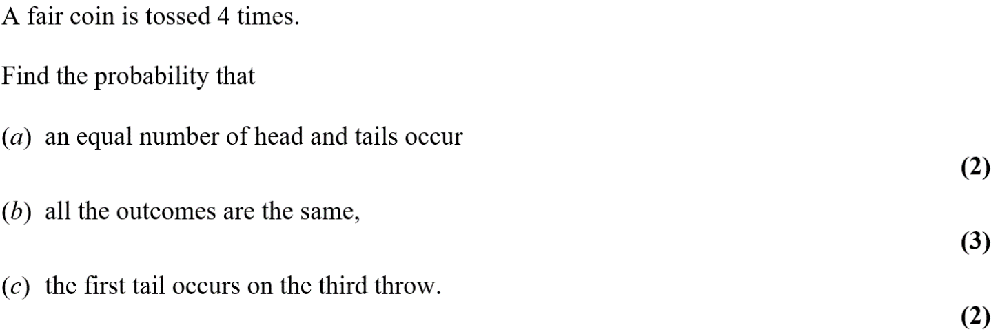 A fair coin is tossed 4 times.
Find the probability that
(a) an equal number of head and tails occur
(2)
(b) all the outcomes are the same,
(3)
(c) the first tail occurs on the third throw.
(2)